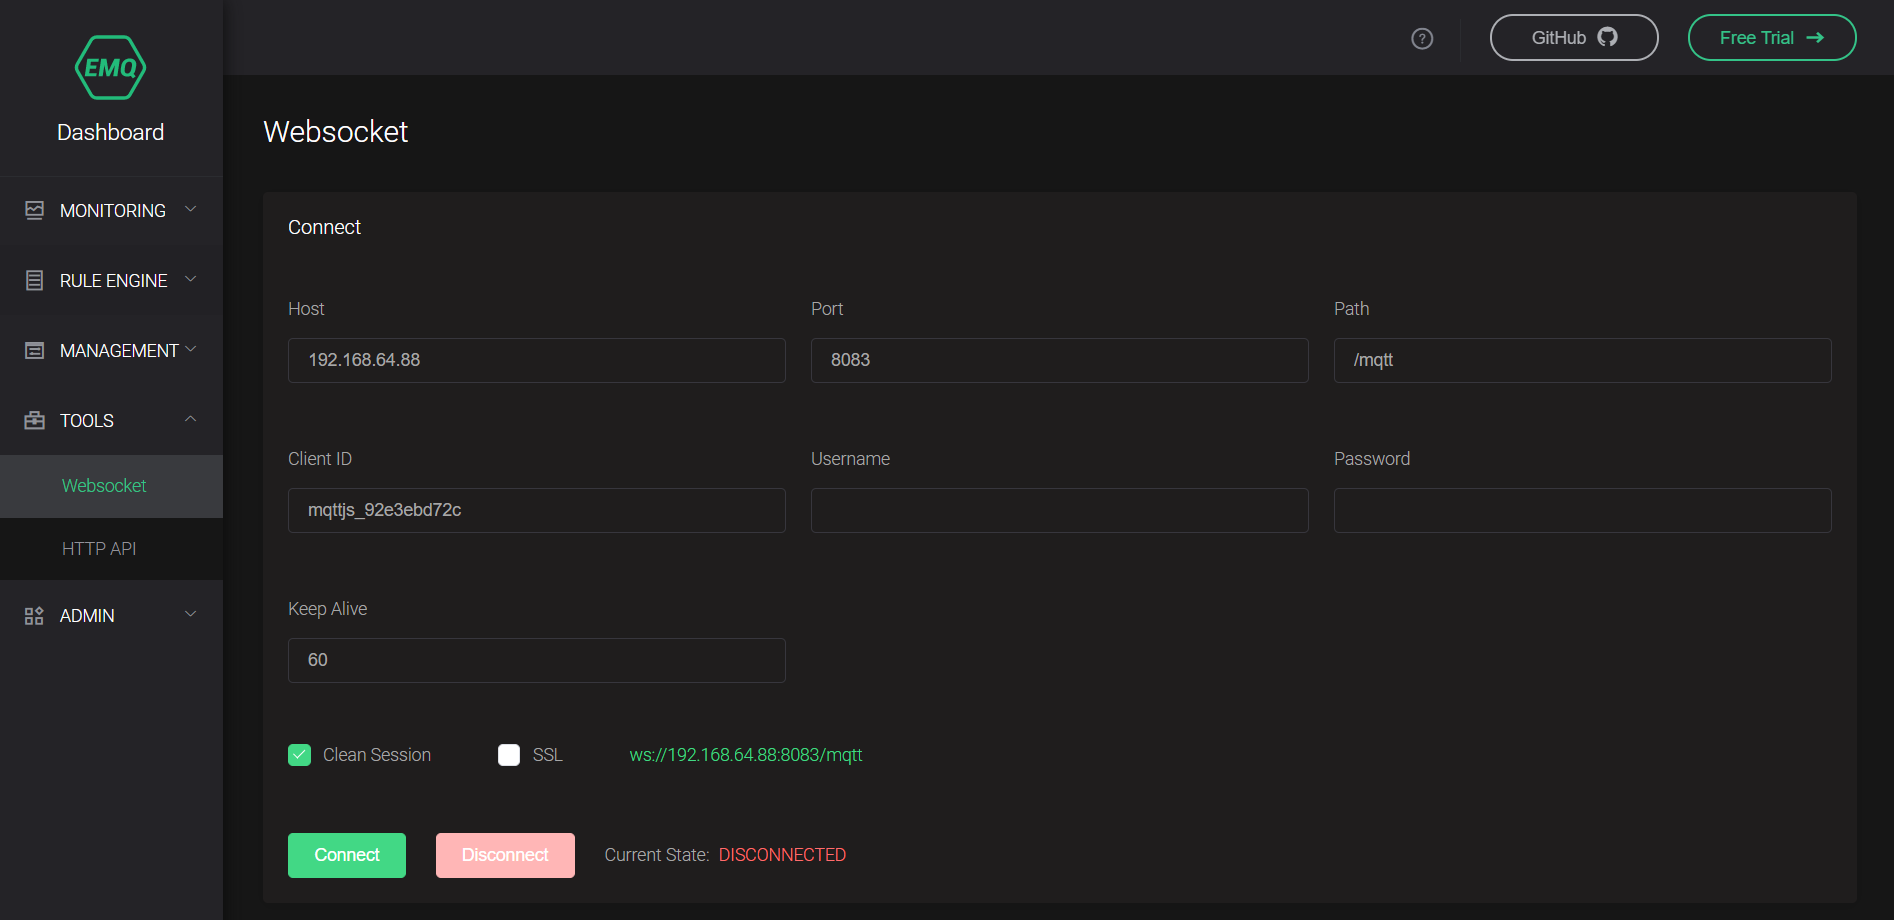 EMQ
Dashboard
MONITORING
RULE ENGINE
MANAGEMENT
TOOLS
Websocket
HTTP API
ADMIN
?
GitHub
Free Trial →
Websocket
Connect
Host
Port
Path
192.168.64.88
8083
/mqtt
Client ID
Username
Password
mqttjs_92e3ebd72c
Keep Alive
60
Clean Session
SSL
ws://192.168.64.88:8083/mqtt
Connect
Disconnect
Current State: DISCONNECTED